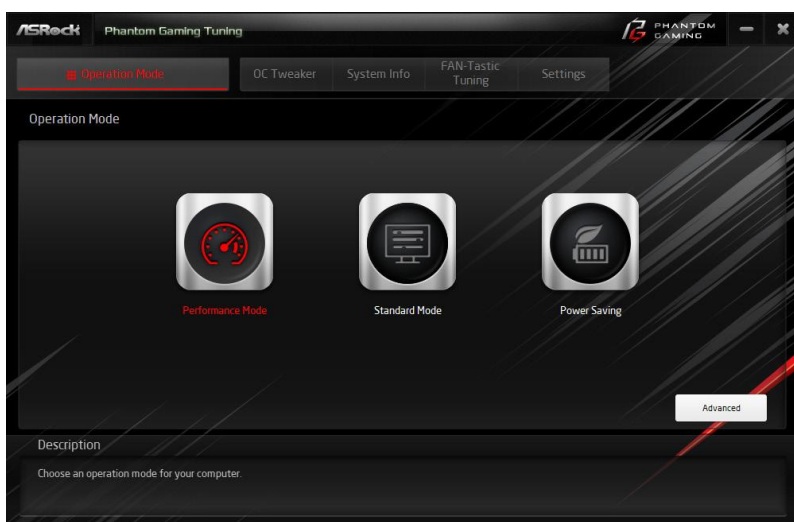 ASRock Phantom Gaming Tuning PHANTOM
GAMING
Operation Mode OC Tweaker System Info FAN-Tastic
Tuning Settings
Operation Mode
Performance Mode Standard Mode Power Saving
Advanced
Description
Choose an operation mode for your computer.